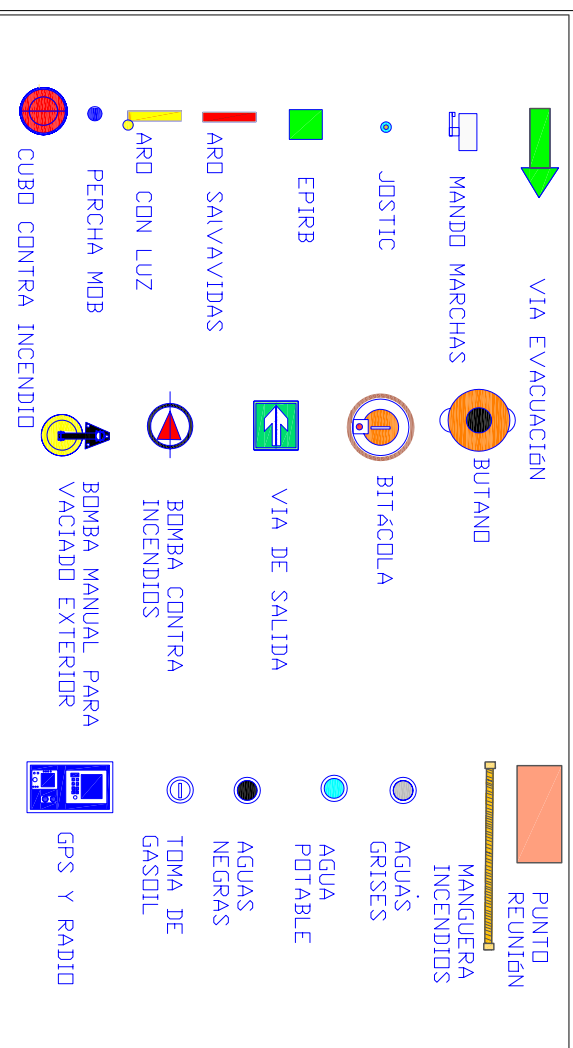 VIA EVACUACIÓN
MANDO MARCHAS
JOSTIC
EPIRB
ARO SALVAVIDAS
ARO CON LUZ
PERCHA MOB
CUBO CONTRA INCENDIO
BUTANO
BITÁCOLA
VIA DE SALIDA
BOMBA CONTRA
INCENDIOS
BOMBA MANUAL PARA
VACIADO EXTERIOR
PUNTO
REUNIÓN
MANGUERA
INCENDIOS
AGUAS
GRISES
AGUA
POTABLE
AGUAS
NEGRAS
TOMA DE
GASOIL
GPS Y RADIO